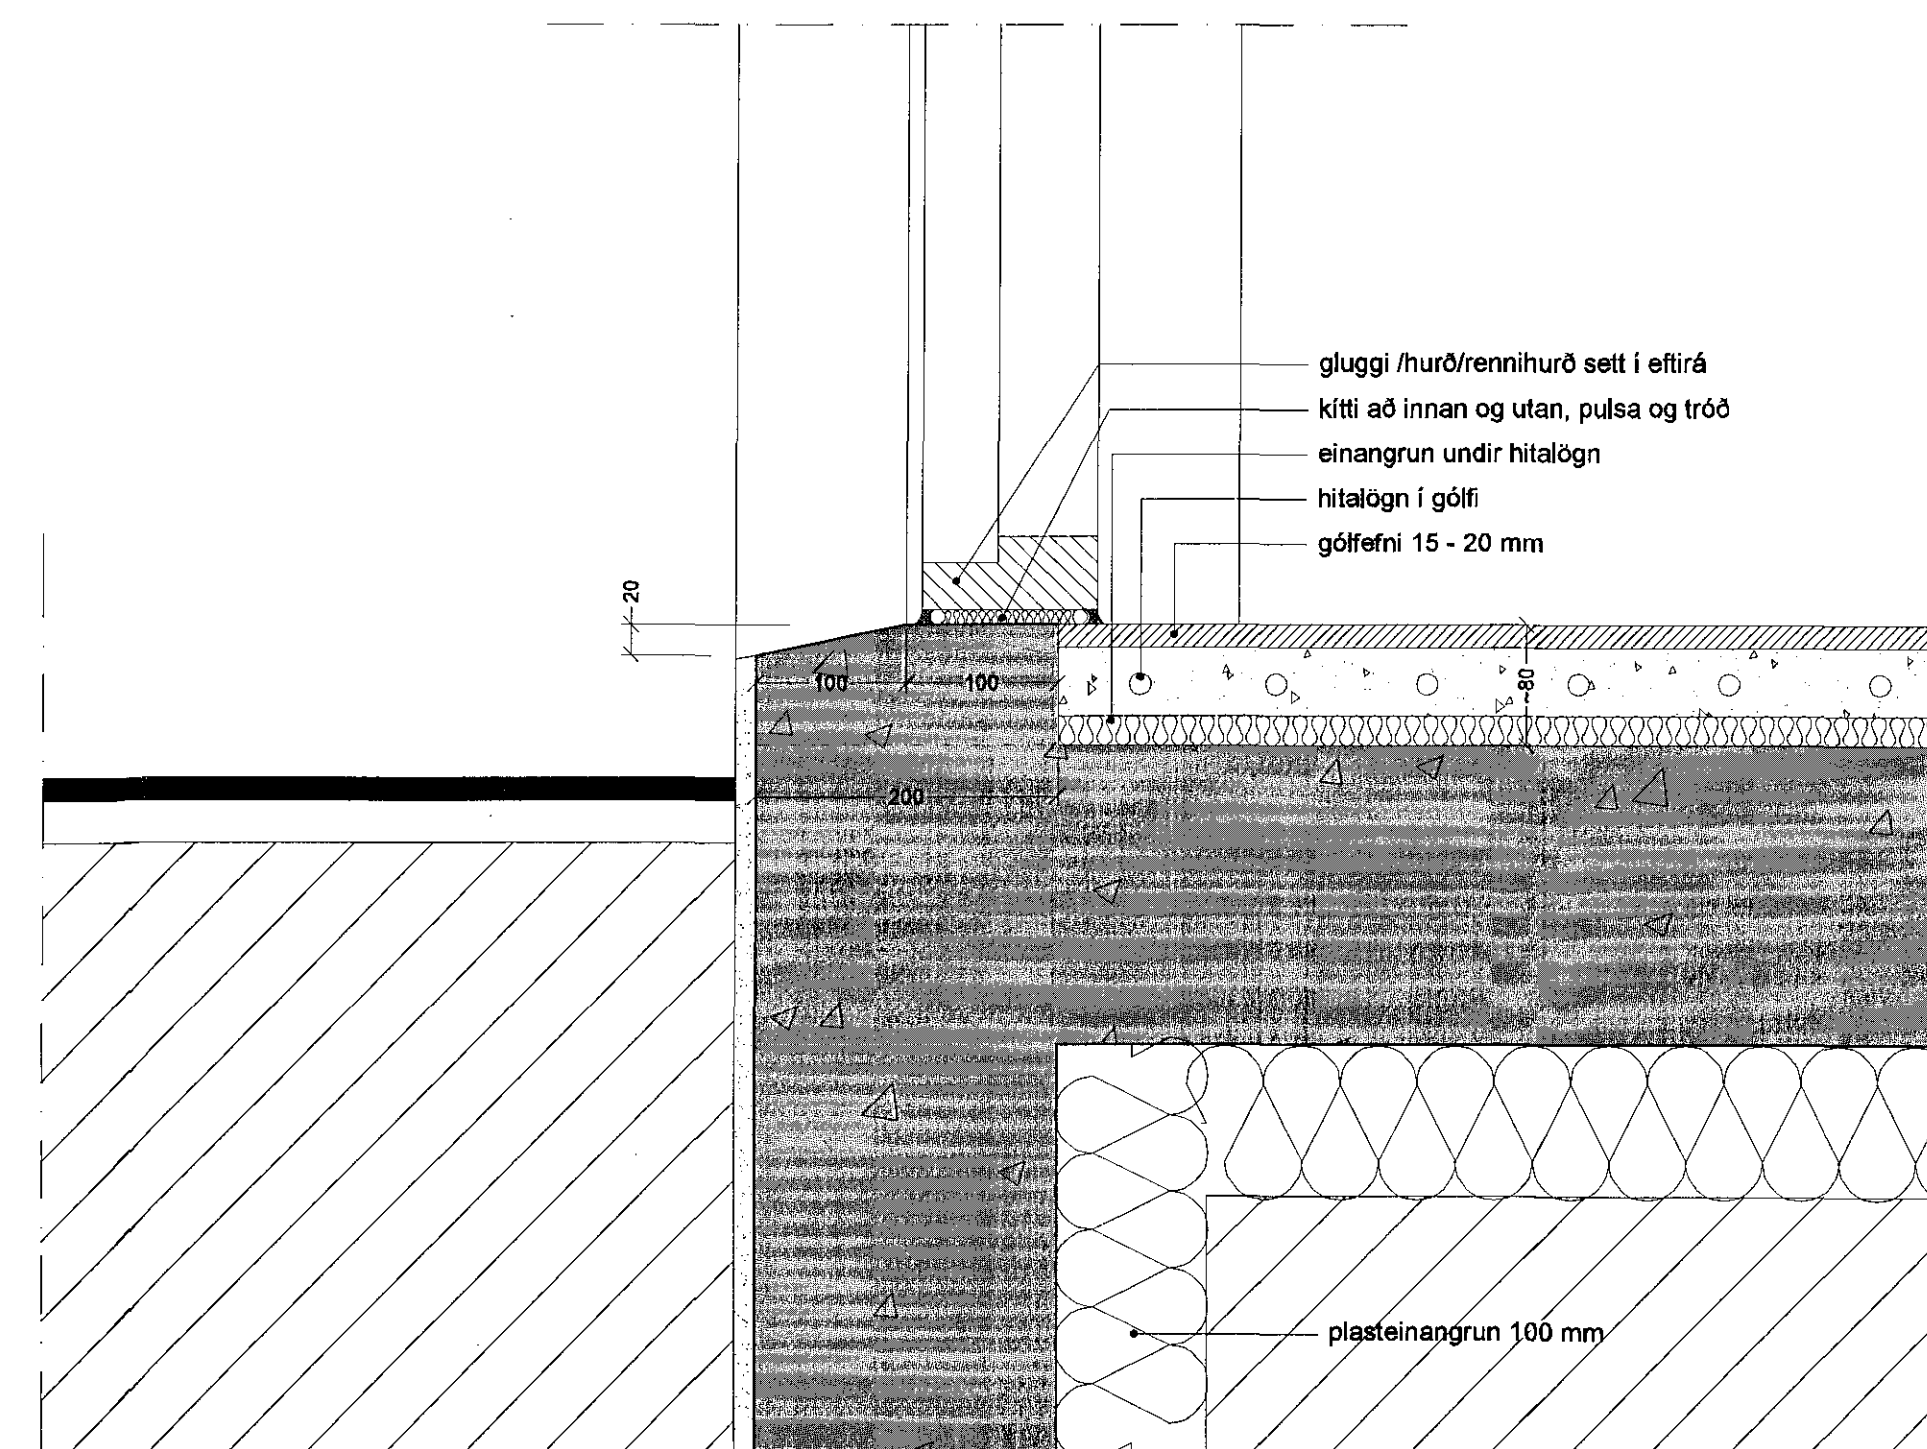 gluggi /hurð/rennihurð sett í eftirá
kítti að innan og utan, pulsa og tróð
einangrun undir hitalögn
hitalögn í gólfi
gólfefni 15 - 20 mm
20
100
100
~80
200
plasteinangrun 100 mm